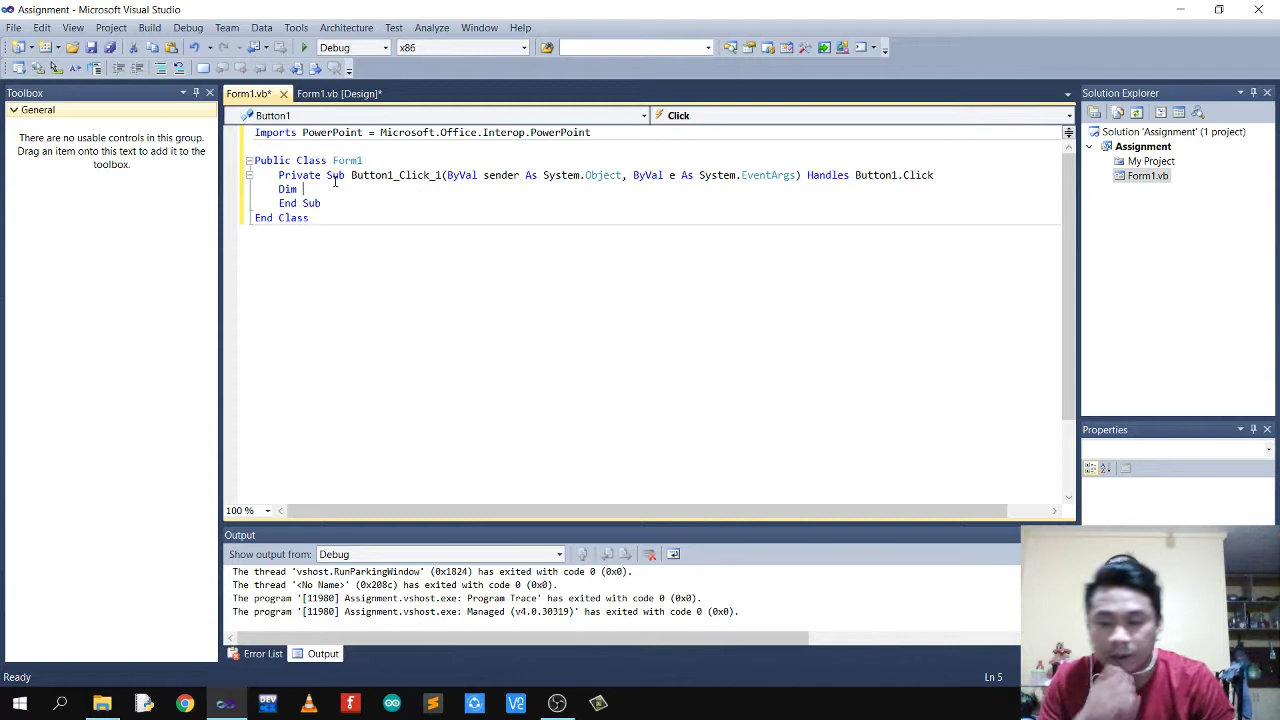 Assignment - Microsoft Visual Studio
File Edit View Project Build Debug Team Data Tools Architecture Test Analyze Window Help
Debug x86
Toolbox
General
There are no usable controls in this group.
Drag an item onto this text to add it to the
toolbox.
Form1.vb* Form1.vb [Design]*
Button1 Click
Imports PowerPoint = Microsoft.Office.Interop.PowerPoint
Public Class Form1
Private Sub Button1_Click_1(ByVal sender As System.Object, ByVal e As System.EventArgs) Handles Button1.Click
Dim
End Sub
End Class
100 %
Solution Explorer
Solution 'Assignment' (1 project)
Assignment
My Project
Form1.vb
Properties
Output
Show output from: Debug
The thread 'vshost.RunParkingWindow' (0x1824) has exited with code 0 (0x0).
The thread '<No Name>' (0x208c) has exited with code 0 (0x0).
The program '[11980] Assignment.vshost.exe: Program Trace' has exited with code 0 (0x0).
The program '[11980] Assignment.vshost.exe: Managed (v4.0.30319)' has exited with code 0 (0x0).
Error List Output
Ready Ln 5
DEV